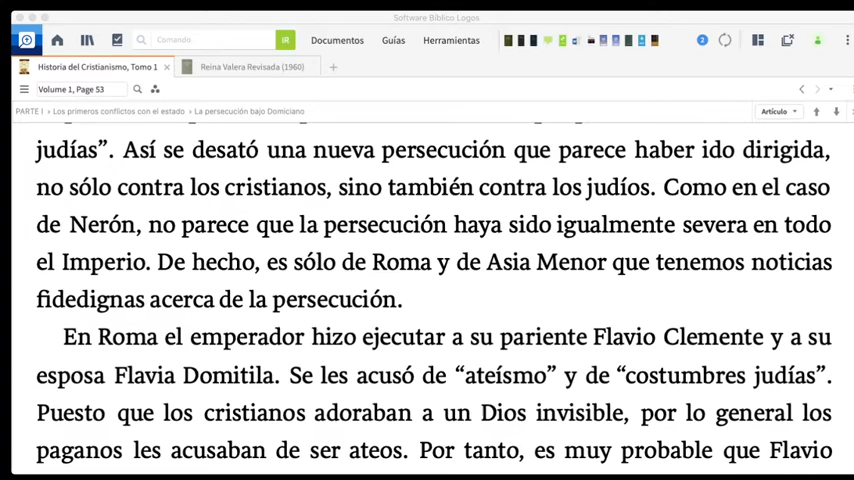 Software Bíblico Logos
Comando
IR
Documentos
Guías
Herramientas
2
Historia del Cristianismo, Tomo 1
Reina Valera Revisada (1960)
Volume 1, Page 53
PARTE I › Los primeros conflictos con el estado › La persecución bajo Domiciano
Artículo
judías”. Así se desató una nueva persecución que parece haber ido dirigida,
no sólo contra los cristianos, sino también contra los judíos. Como en el caso
de Nerón, no parece que la persecución haya sido igualmente severa en todo
el Imperio. De hecho, es sólo de Roma y de Asia Menor que tenemos noticias
fidedignas acerca de la persecución.
En Roma el emperador hizo ejecutar a su pariente Flavio Clemente y a su
esposa Flavia Domitila. Se les acusó de “ateísmo” y de “costumbres judías”.
Puesto que los cristianos adoraban a un Dios invisible, por lo general los
paganos les acusaban de ser ateos. Por tanto, es muy probable que Flavio